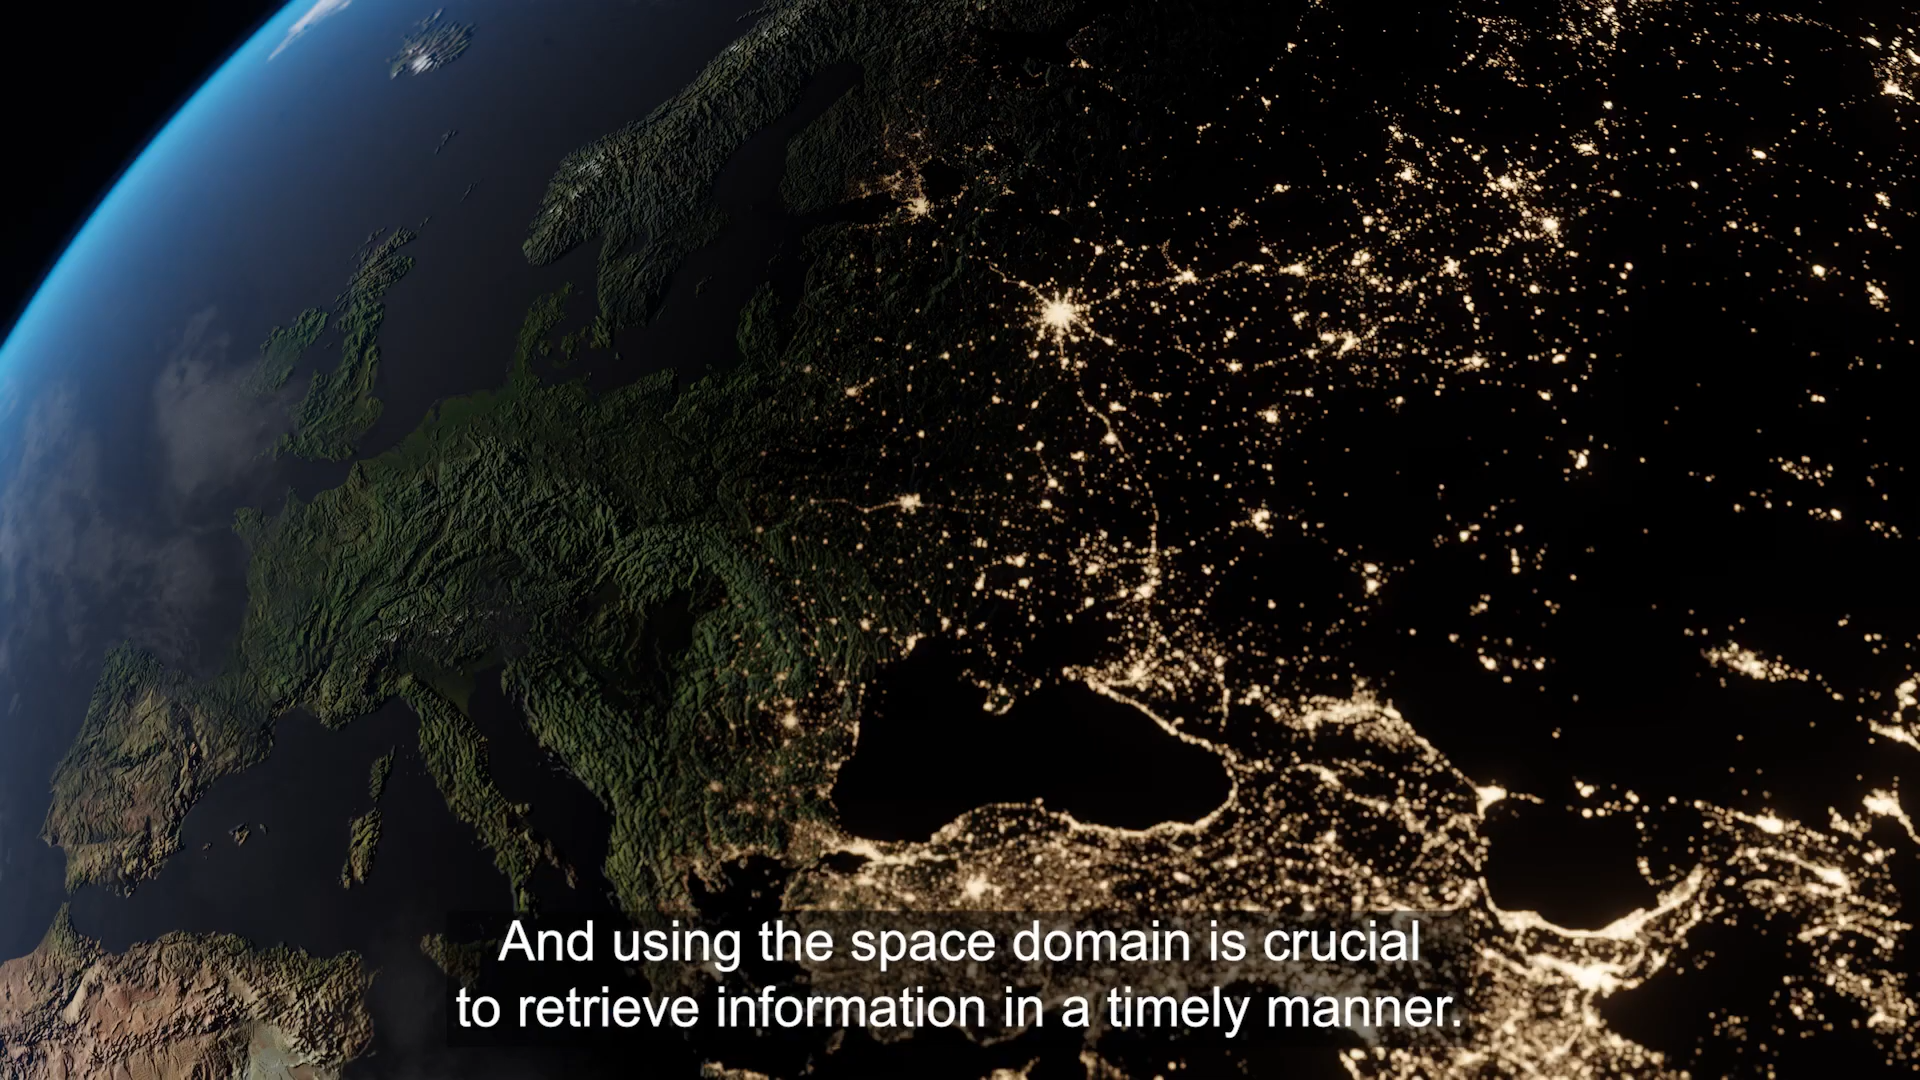 And using the space domain is crucial
to retrieve information in a timely manner.